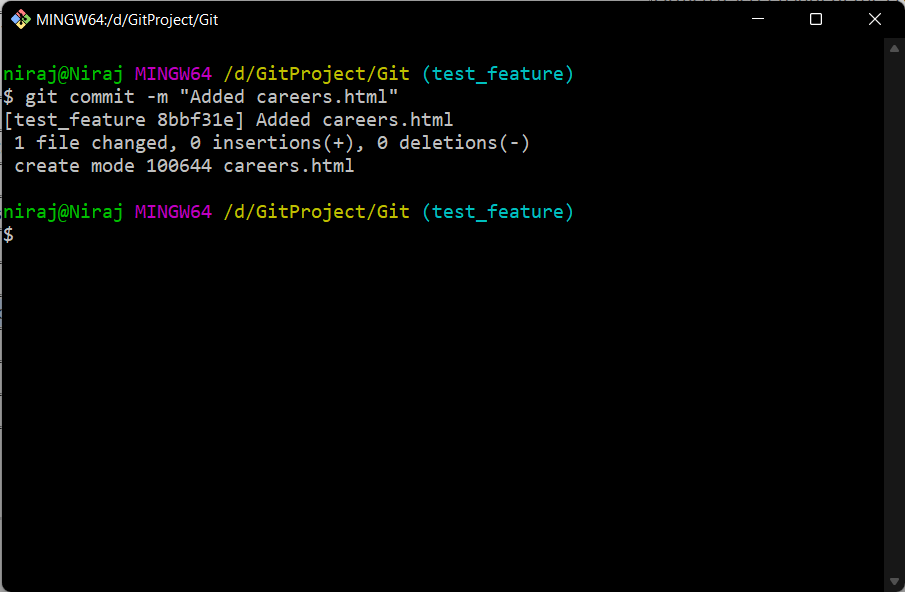 MINGW64:/d/GitProject/Git
niraj@Niraj MINGW64 /d/GitProject/Git (test_feature)
$ git commit -m "Added careers.html"
[test_feature 8bbf31e] Added careers.html
 1 file changed, 0 insertions(+), 0 deletions(-)
 create mode 100644 careers.html
niraj@Niraj MINGW64 /d/GitProject/Git (test_feature)
$